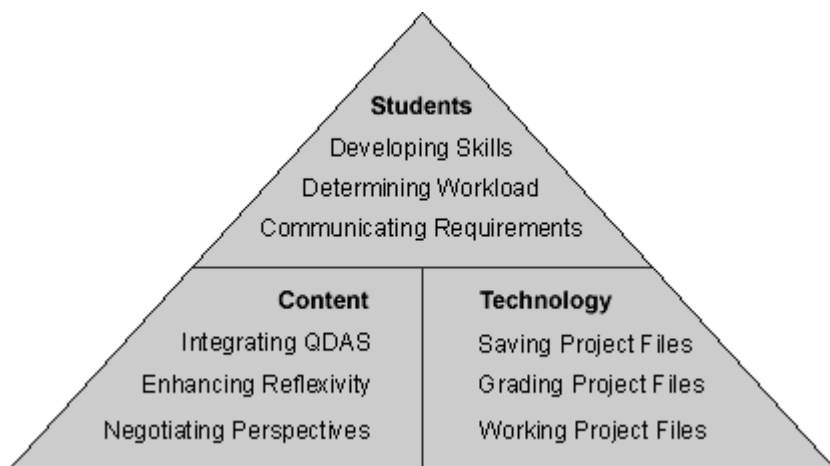 Students
Developing Skills
Determining Workload
Communicating Requirements
Content
Integrating QDAS
Enhancing Reflexivity
Negotiating Perspectives
Technology
Saving Project Files
Grading Project Files
Working Project Files